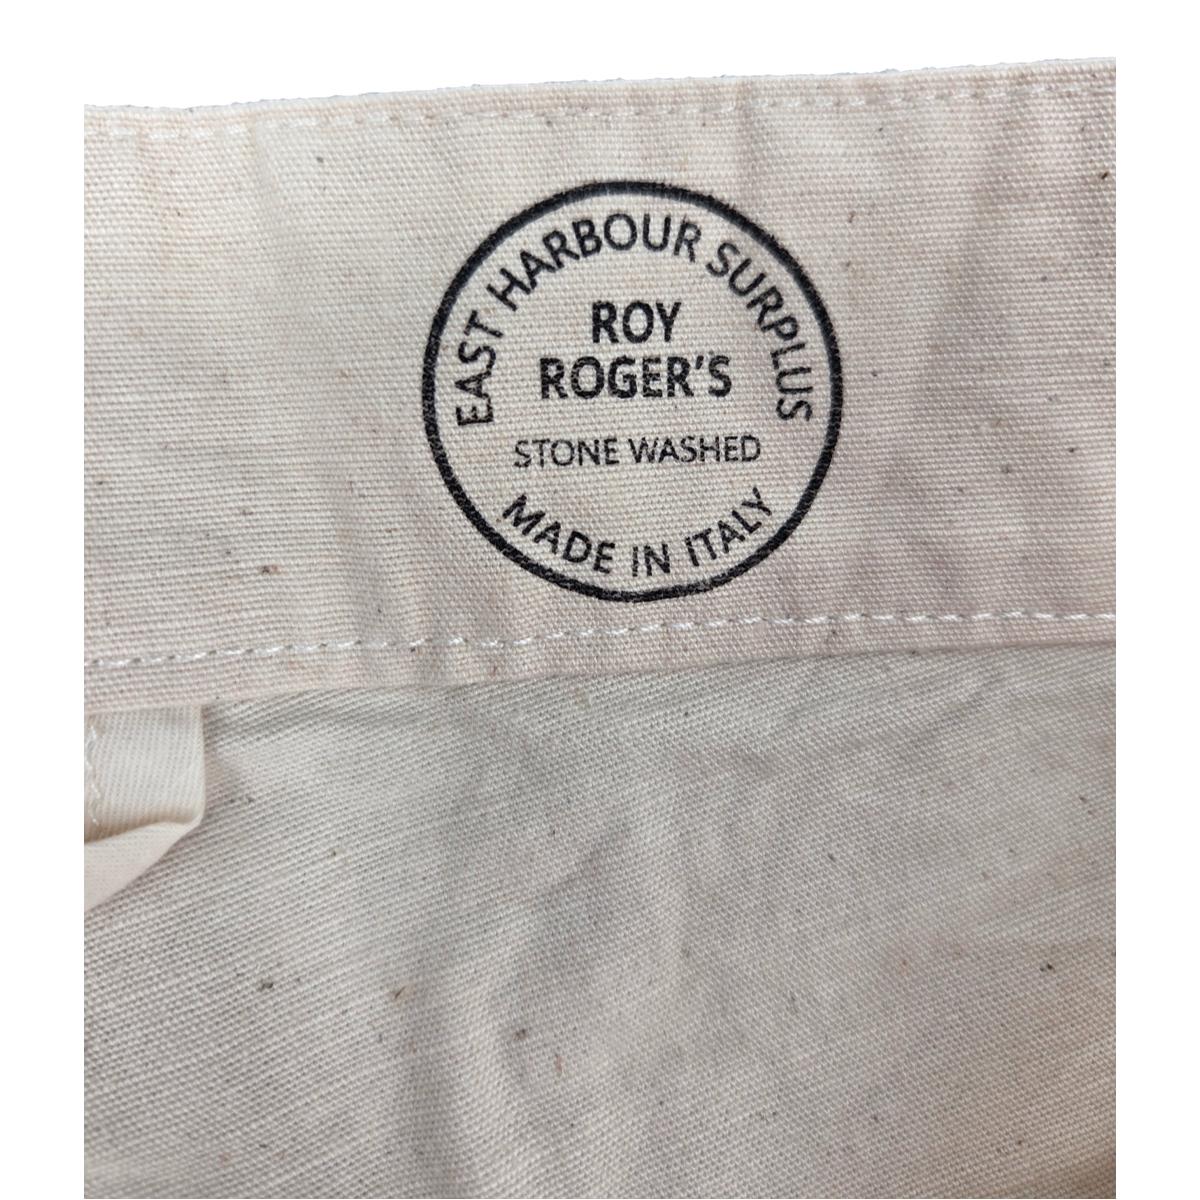 EAST HARBOUR SURPLUS
ROY
ROGER'S
STONE WASHED
MADE IN ITALY